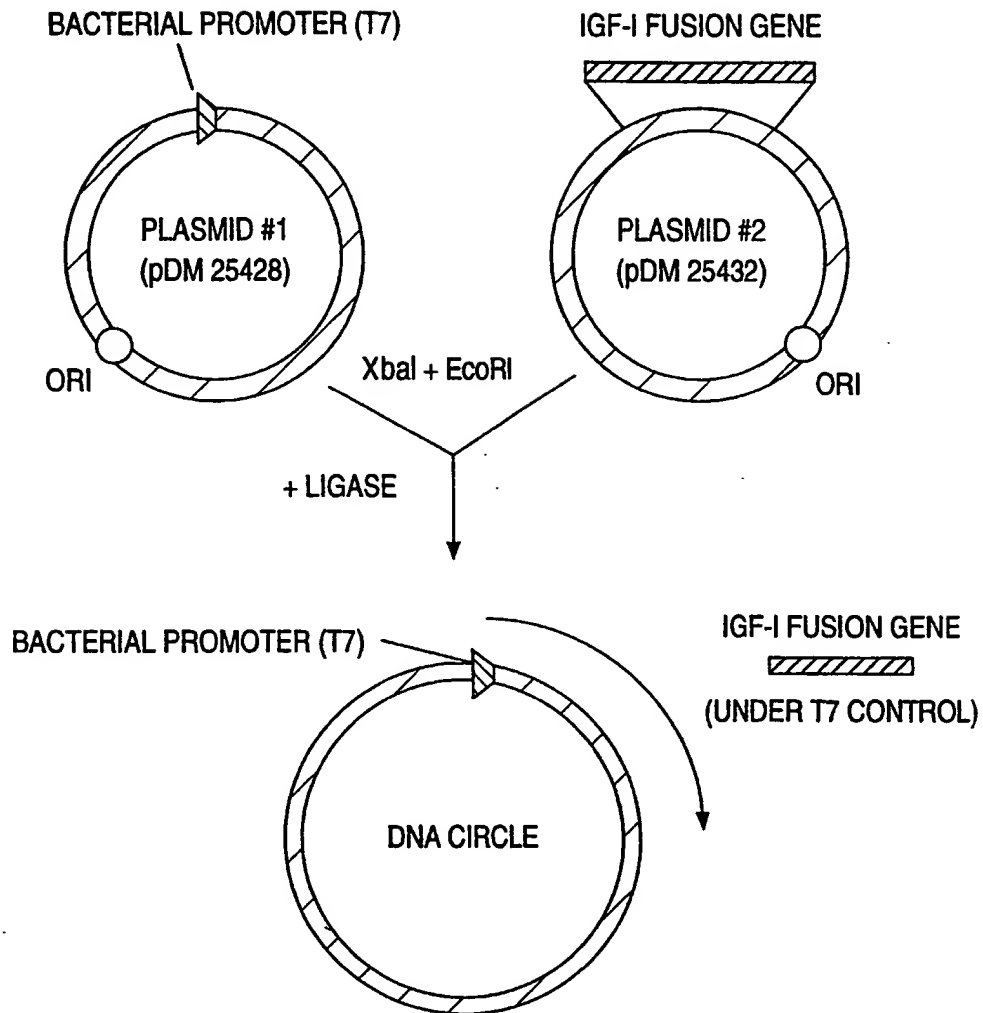 BACTERIAL PROMOTER (T7)
IGF-I FUSION GENE
PLASMID #1
(pDM 25428)
PLASMID #2
(pDM 25432)
ORI
XbaI + EcoRI
ORI
+ LIGASE
BACTERIAL PROMOTER (T7)
IGF-I FUSION GENE
(UNDER T7 CONTROL)
DNA CIRCLE